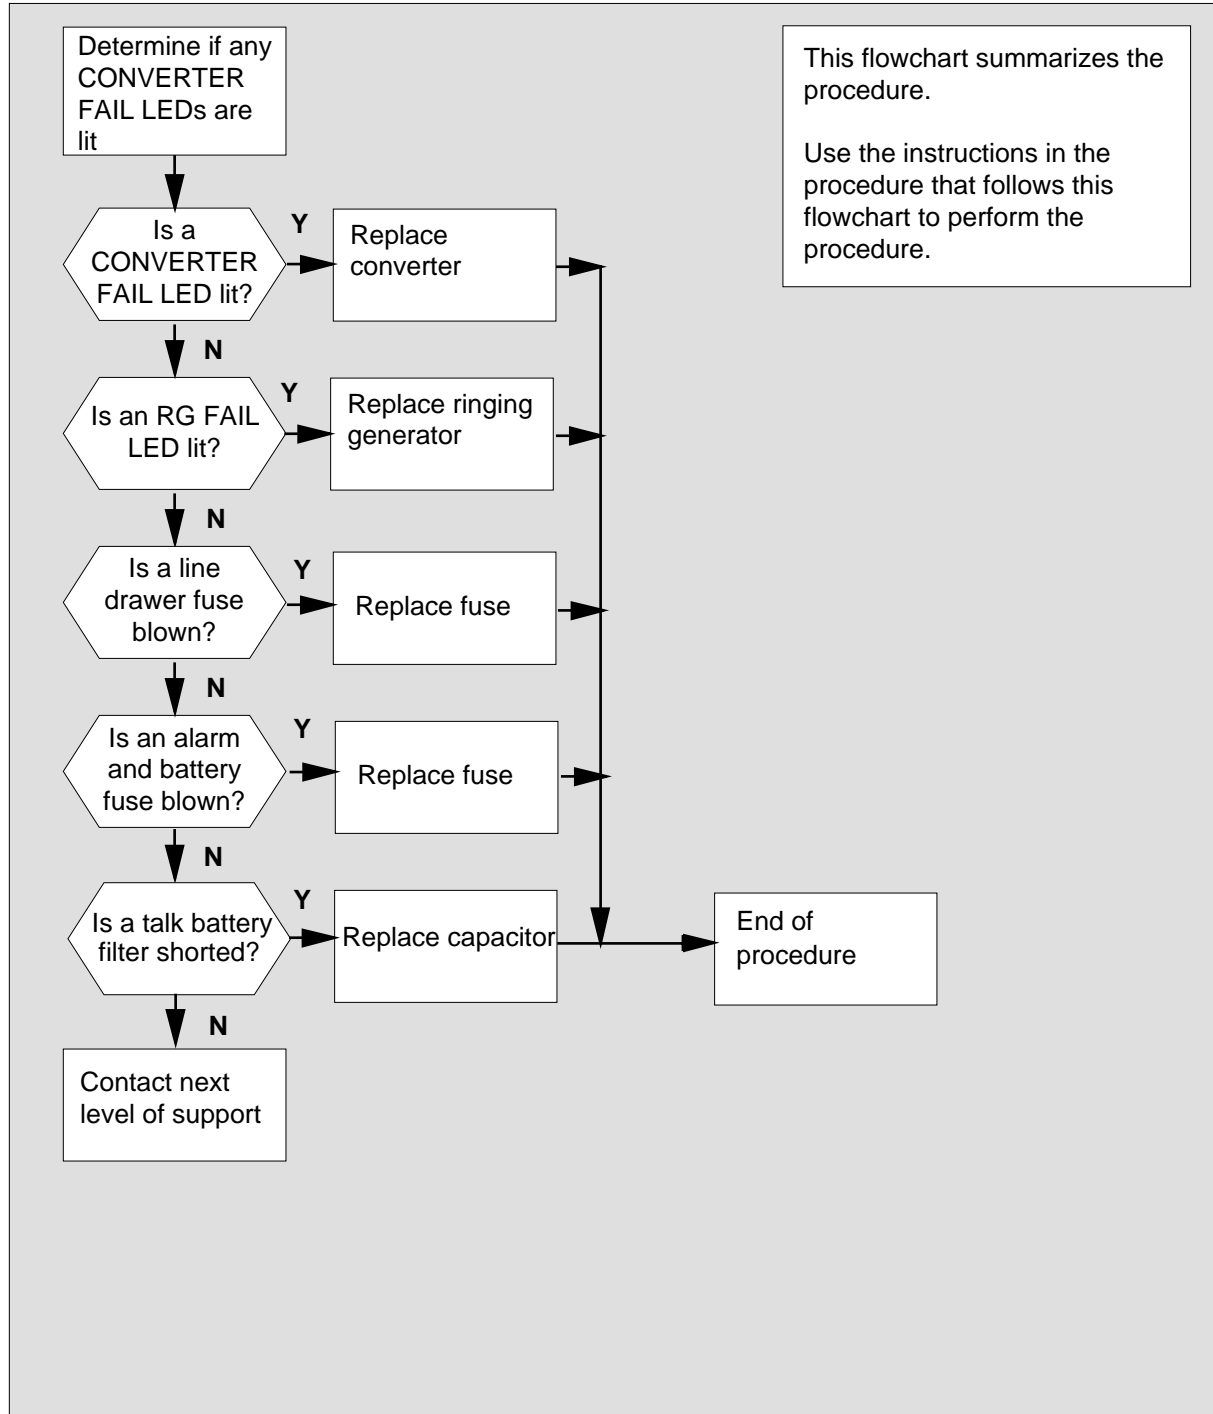 Determine if any
CONVERTER
FAIL LEDs are
lit
This flowchart summarizes the
procedure.
Use the instructions in the
procedure that follows this
flowchart to perform the
procedure.
Is a
CONVERTER
FAIL LED lit?
Y
Replace
converter
N
Is an RG FAIL
LED lit?
Y
Replace ringing
generator
N
Is a line
drawer fuse
blown?
Y
Replace fuse
N
Is an alarm
and battery
fuse blown?
Y
Replace fuse
N
Is a talk battery
filter shorted?
Y
Replace capacitor
End of
procedure
N
Contact next
level of support